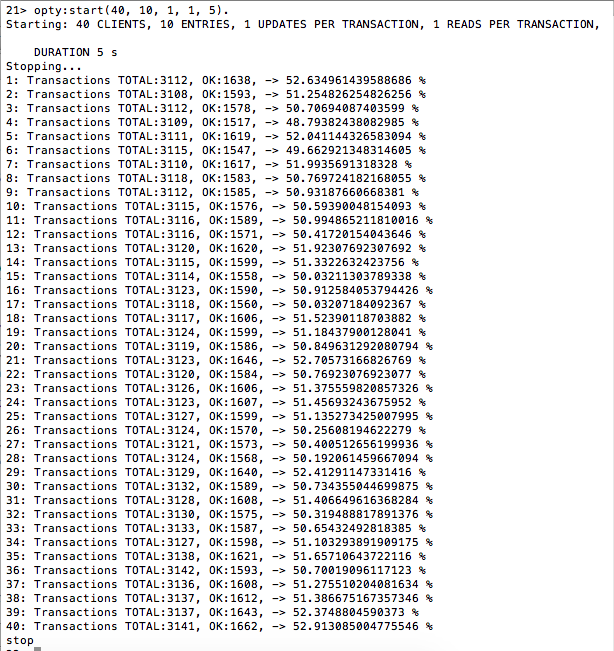 21> opty:start(40, 10, 1, 1, 5).
Starting: 40 CLIENTS, 10 ENTRIES, 1 UPDATES PER TRANSACTION, 1 READS PER TRANSACTION,
DURATION 5 s
Stopping...
1: Transactions TOTAL:3112, OK:1638, -> 52.634961439588686 %
2: Transactions TOTAL:3108, OK:1593, -> 51.254826254826256 %
3: Transactions TOTAL:3112, OK:1578, -> 50.70694087403599 %
4: Transactions TOTAL:3109, OK:1517, -> 48.79382438082985 %
5: Transactions TOTAL:3111, OK:1619, -> 52.041144326583094 %
6: Transactions TOTAL:3115, OK:1547, -> 49.662921348314605 %
7: Transactions TOTAL:3110, OK:1617, -> 51.9935691318328 %
8: Transactions TOTAL:3118, OK:1583, -> 50.769724182168055 %
9: Transactions TOTAL:3112, OK:1585, -> 50.93187660668381 %
10: Transactions TOTAL:3115, OK:1576, -> 50.59390048154093 %
11: Transactions TOTAL:3116, OK:1589, -> 50.994865211810016 %
12: Transactions TOTAL:3116, OK:1571, -> 50.41720154043646 %
13: Transactions TOTAL:3120, OK:1620, -> 51.92307692307692 %
14: Transactions TOTAL:3115, OK:1599, -> 51.3322632423756 %
15: Transactions TOTAL:3114, OK:1558, -> 50.03211303789338 %
16: Transactions TOTAL:3123, OK:1590, -> 50.912584053794426 %
17: Transactions TOTAL:3118, OK:1560, -> 50.03207184092367 %
18: Transactions TOTAL:3117, OK:1606, -> 51.52390118703882 %
19: Transactions TOTAL:3124, OK:1599, -> 51.18437900128041 %
20: Transactions TOTAL:3119, OK:1586, -> 50.849631292080794 %
21: Transactions TOTAL:3123, OK:1646, -> 52.70573166826769 %
22: Transactions TOTAL:3120, OK:1584, -> 50.76923076923077 %
23: Transactions TOTAL:3126, OK:1606, -> 51.375559820857326 %
24: Transactions TOTAL:3123, OK:1607, -> 51.45693243675952 %
25: Transactions TOTAL:3127, OK:1599, -> 51.135273425007995 %
26: Transactions TOTAL:3124, OK:1570, -> 50.25608194622279 %
27: Transactions TOTAL:3121, OK:1573, -> 50.400512656199936 %
28: Transactions TOTAL:3124, OK:1568, -> 50.192061459667094 %
29: Transactions TOTAL:3129, OK:1640, -> 52.41291147331416 %
30: Transactions TOTAL:3132, OK:1589, -> 50.734355044699875 %
31: Transactions TOTAL:3128, OK:1608, -> 51.406649616368284 %
32: Transactions TOTAL:3130, OK:1575, -> 50.319488817891376 %
33: Transactions TOTAL:3133, OK:1587, -> 50.65432492818385 %
34: Transactions TOTAL:3127, OK:1598, -> 51.103293891909175 %
35: Transactions TOTAL:3138, OK:1621, -> 51.65710643722116 %
36: Transactions TOTAL:3142, OK:1593, -> 50.70019096117123 %
37: Transactions TOTAL:3136, OK:1608, -> 51.275510204081634 %
38: Transactions TOTAL:3137, OK:1612, -> 51.386675167357346 %
39: Transactions TOTAL:3137, OK:1643, -> 52.3748804590373 %
40: Transactions TOTAL:3141, OK:1662, -> 52.913085004775546 %
stop